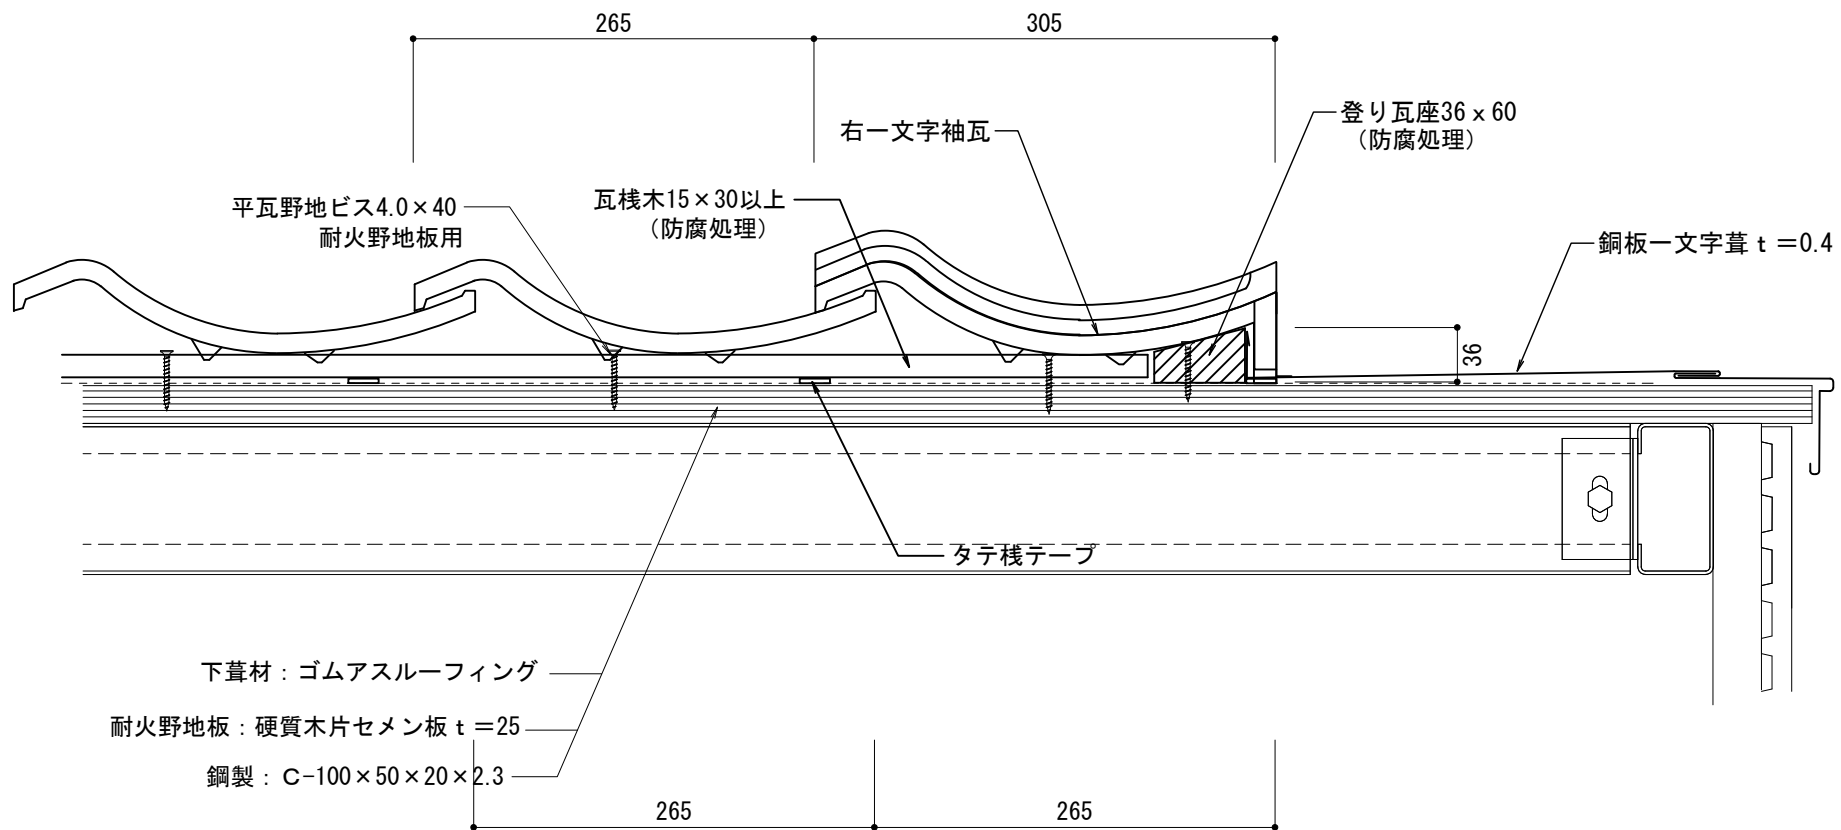 265
305
登り瓦座36x60
（防腐処理）
右一文字袖瓦
瓦桟木15×30以上
（防腐処理）
平瓦野地ビス4.0×40
耐火野地板用
銅板一文字葺ｔ＝0.4
36
タテ桟テープ
下葺材：ゴムアスルーフィング
耐火野地板：硬質木片セメン板ｔ＝25
鋼製：Ｃ-100×50×20×2.3
265
265